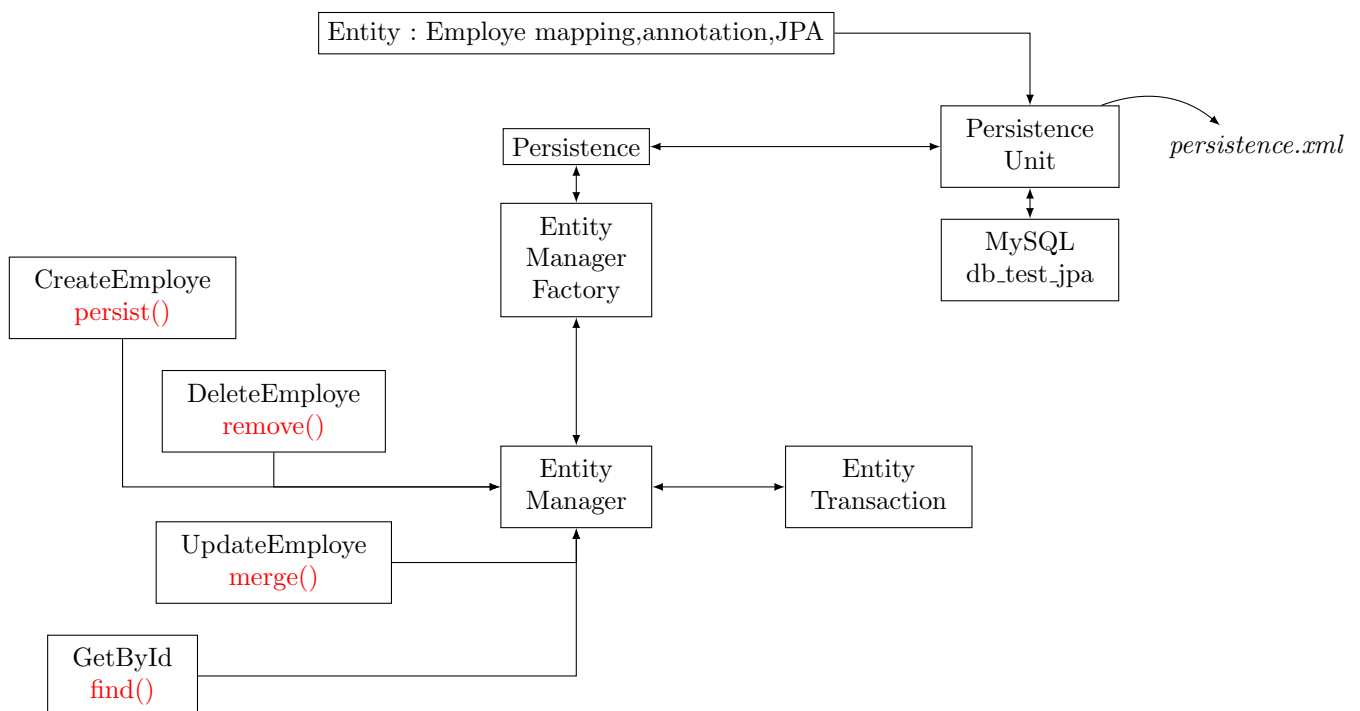 Entity : Employe mapping,annotation,JPA
Persistence
Unit
persistence.xml
Persistence
Entity
Manager
Factory
MySQL
db_test_jpa
CreateEmploye
persist()
DeleteEmploye
remove()
Entity
Manager
Entity
Transaction
UpdateEmploye
merge()
GetById
find()